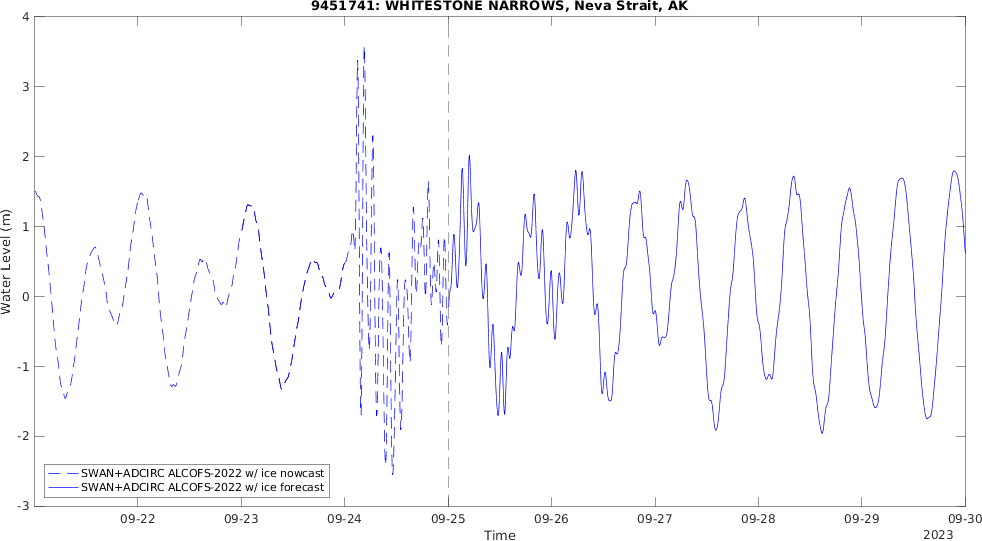 9451741: WHITESTONE NARROWS, Neva Strait, AK
4
3
2
1
0
-1
-2
-3
Water Level (m)
SWAN+ADCIRC ALCOFS-2022 w/ ice nowcast
SWAN+ADCIRC ALCOFS-2022 w/ ice forecast
09-22 09-23 09-24 09-25 09-26 09-27 09-28 09-29 09-30
Time
2023